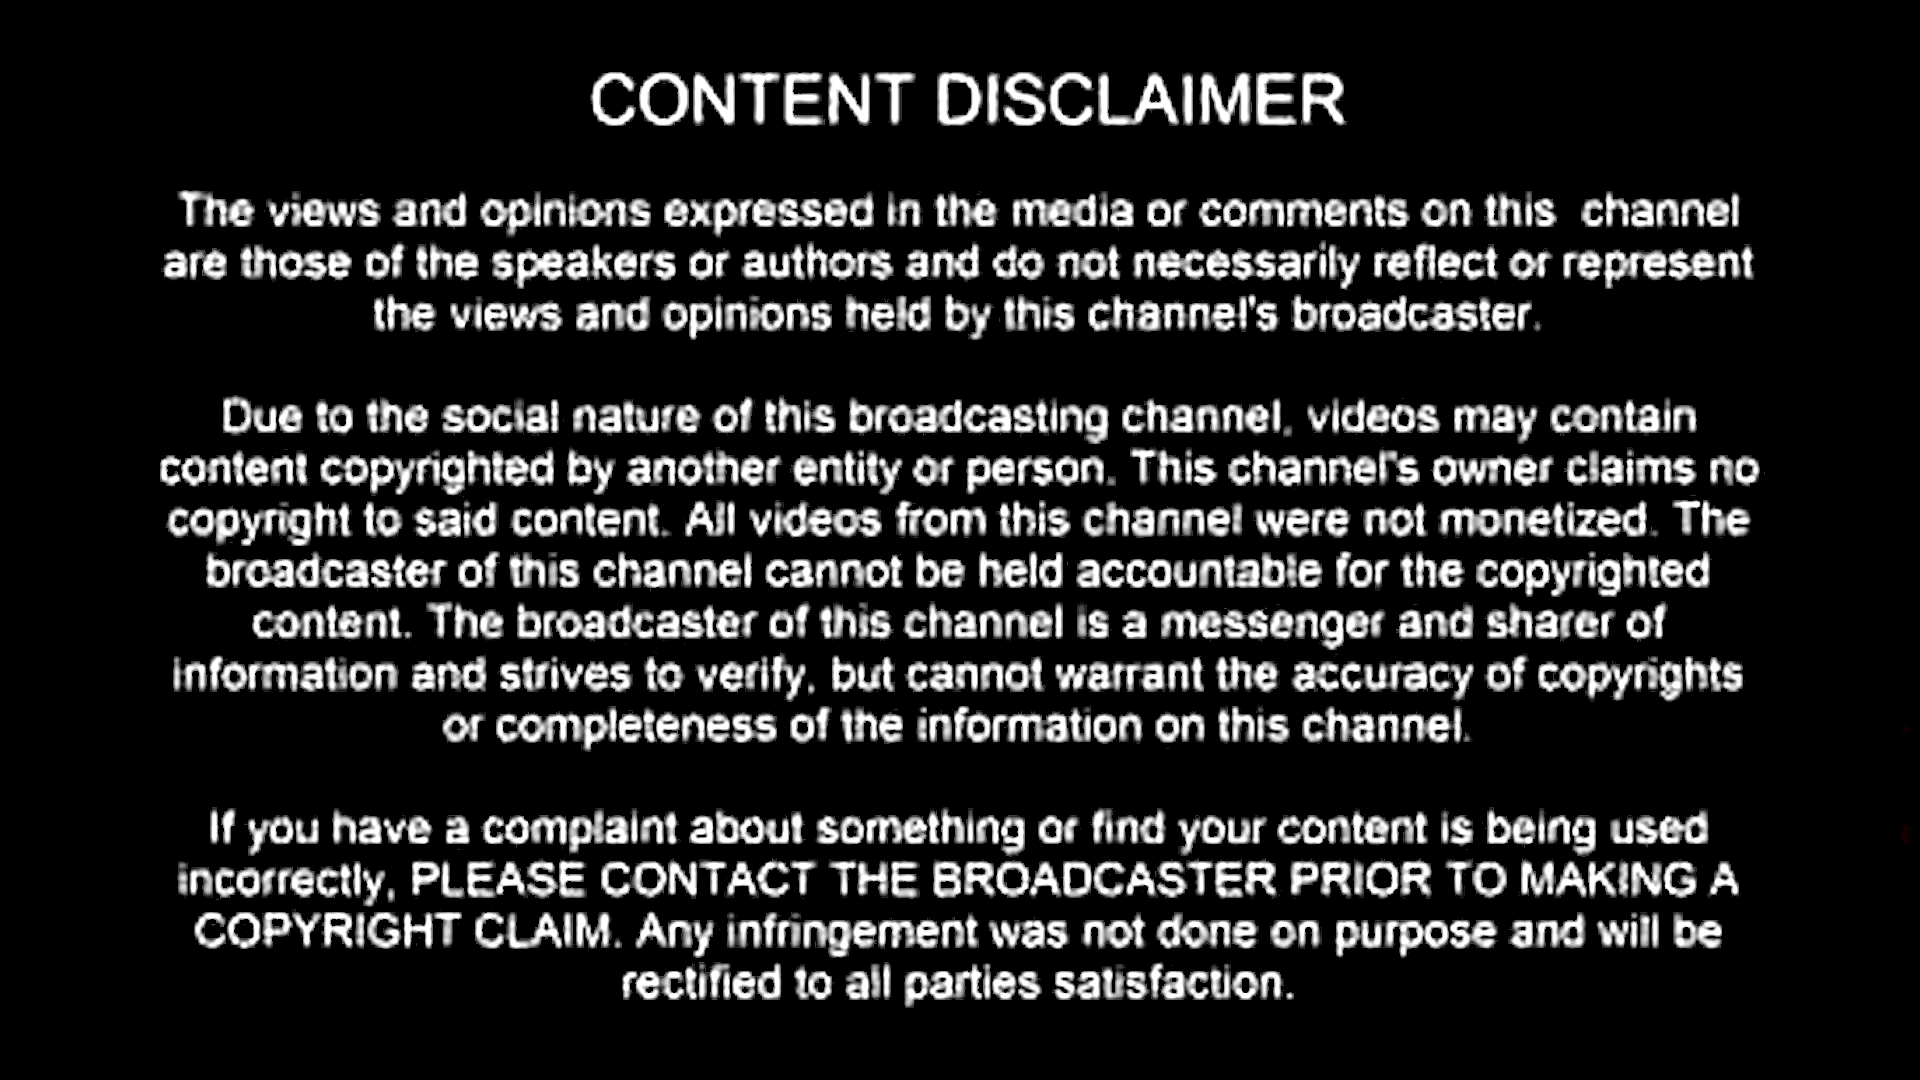 CONTENT DISCLAIMER
The views and opinions expressed in the media or comments on this channel
are those of the speakers or authors and do not necessarily reflect or represent
the views and opinions held by this channel's broadcaster.
Due to the social nature of this broadcasting channel, videos may contain
content copyrighted by another entity or person. This channel's owner claims no
copyright to said content. All videos from this channel were not monetized. The
broadcaster of this channel cannot be held accountable for the copyrighted
content. The broadcaster of this channel is a messenger and sharer of
information and strives to verify, but cannot warrant the accuracy of copyrights
or completeness of the information on this channel.
If you have a complaint about something or find your content is being used
incorrectly, PLEASE CONTACT THE BROADCASTER PRIOR TO MAKING A
COPYRIGHT CLAIM. Any infringement was not done on purpose and will be
rectified to all parties satisfaction.